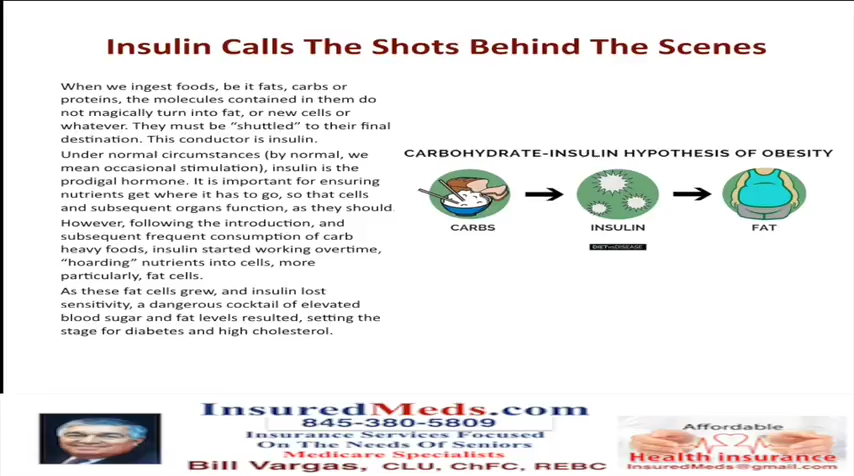 Insulin Calls The Shots Behind The Scenes
When we ingest foods, be it fats, carbs or
proteins, the molecules contained in them do
not magically turn into fat, or new cells or
whatever. They must be “shuttled” to their final
destination. This conductor is insulin.
Under normal circumstances (by normal, we
mean occasional stimulation), insulin is the
prodigal hormone. It is important for ensuring
nutrients get where it has to go, so that cells
and subsequent organs function, as they should.
However, following the introduction, and
subsequent frequent consumption of carb
heavy foods, insulin started working overtime,
“hoarding” nutrients into cells, more
particularly, fat cells.
As these fat cells grew, and insulin lost
sensitivity, a dangerous cocktail of elevated
blood sugar and fat levels resulted, setting the
stage for diabetes and high cholesterol.
CARBOHYDRATE-INSULIN HYPOTHESIS OF OBESITY
CARBS
INSULIN
FAT
DIETvsDISEASE
InsuredMeds.com
845-380-5809
Insurance Services Focused
On The Needs Of Seniors
Medicare Specialists
Bill Vargas, CLU, ChFC, REBC
Affordable
Health insurance
InsuredMeds@gmail.com